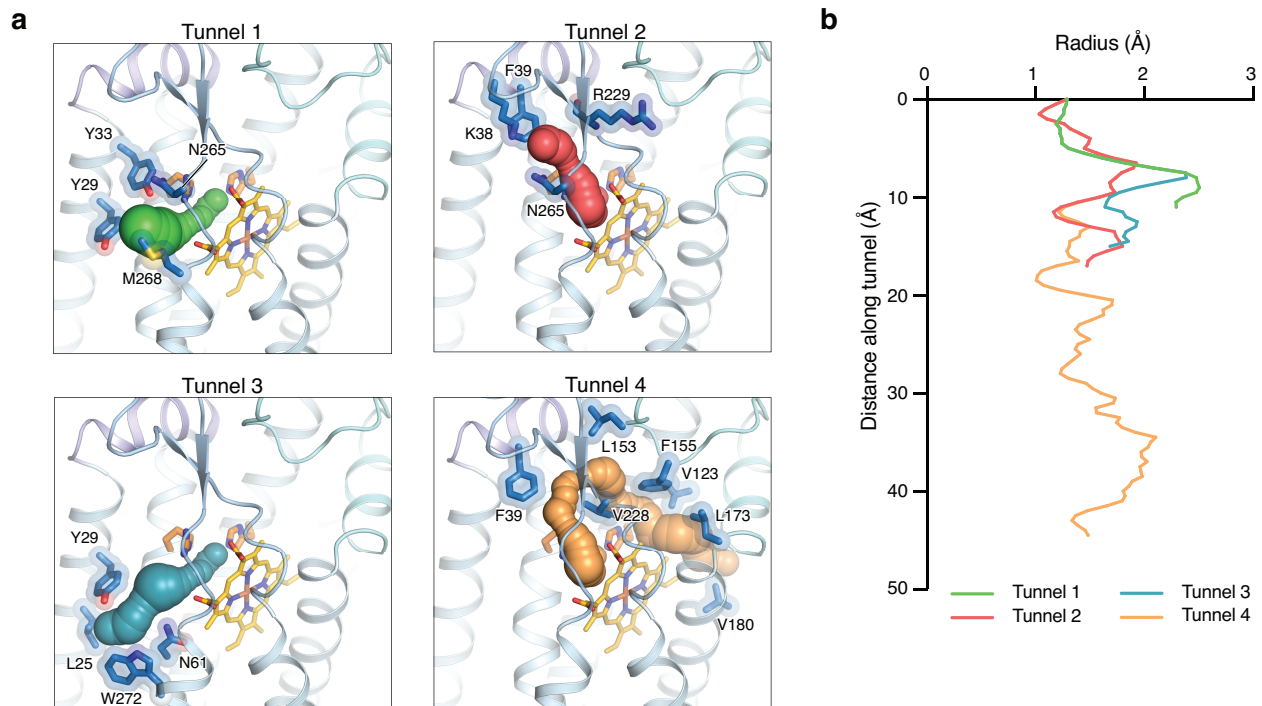 a
Tunnel 1
Y33
N265
Y29
M268
Tunnel 2
F39
R229
K38
N265
Tunnel 3
Y29
L25
N61
W272
Tunnel 4
L153
F155
V123
F39
V228
L173
V180
b
Radius (Å)
0 1 2 3
Distance along tunnel (Å)
0
10
20
30
40
50
Tunnel 1 Tunnel 3
Tunnel 2 Tunnel 4